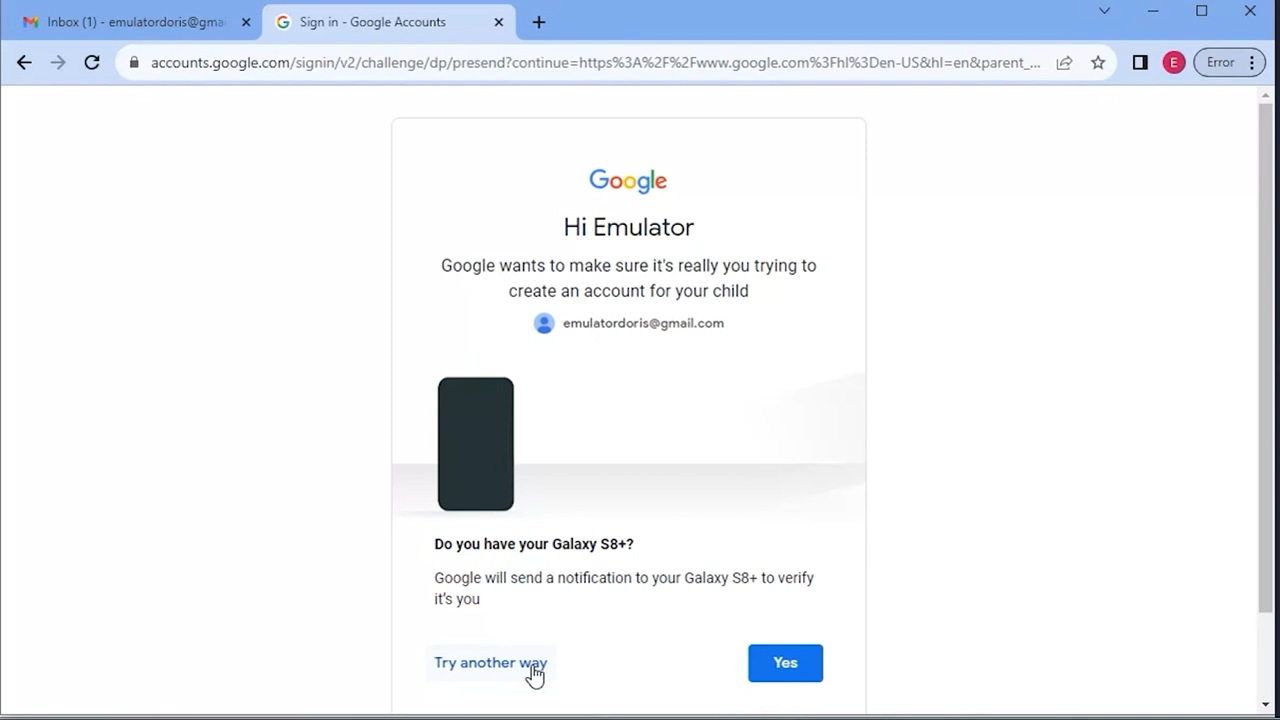 Inbox (1) - emulatordoris@gmai
Sign in - Google Accounts
accounts.google.com/signin/v2/challenge/dp/presend?continue=https%3A%2F%2Fwww.google.com%3Fhl%3Den-US&hl=en&parent_...
E
Error
Google
Hi Emulator
Google wants to make sure it's really you trying to
create an account for your child
emulatordoris@gmail.com
Do you have your Galaxy S8+?
Google will send a notification to your Galaxy S8+ to verify
it's you
Try another way
Yes